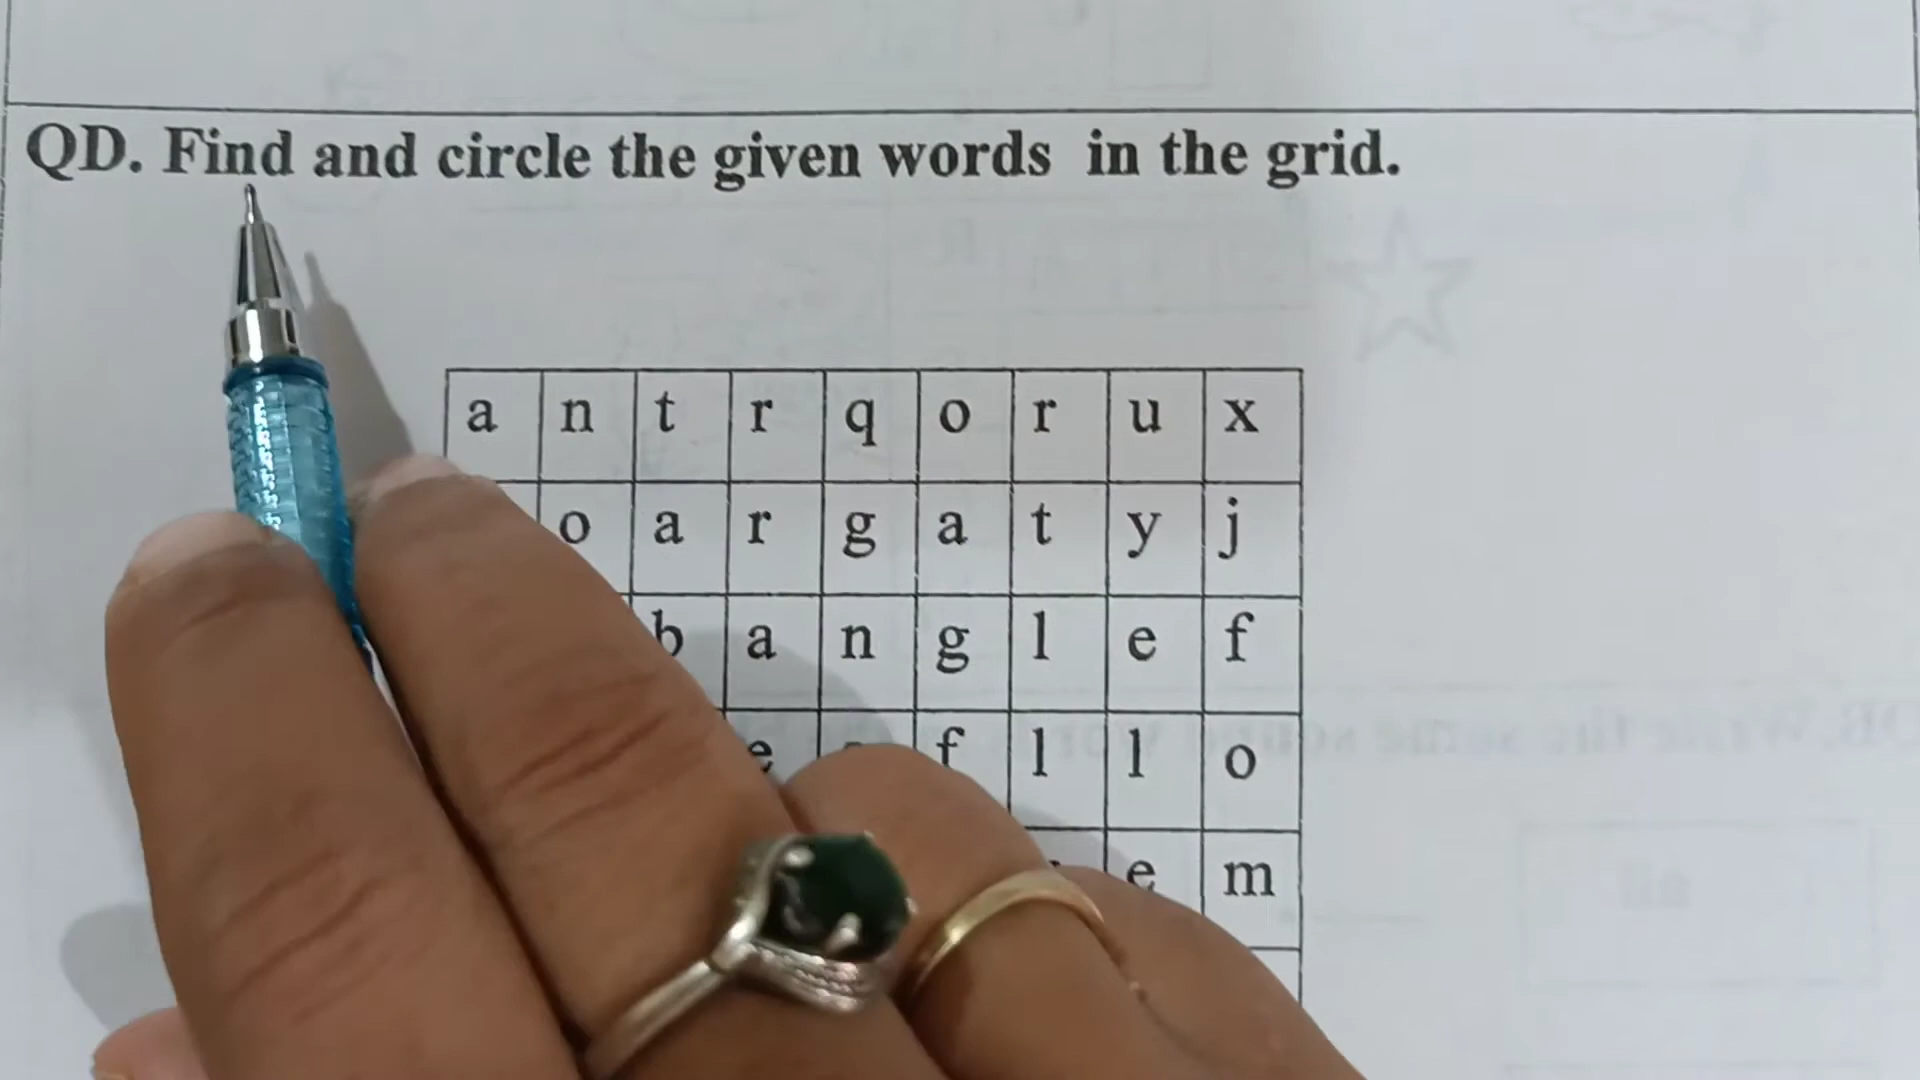 QD. Find and circle the given words in the grid.
a n t r q o r u x
o a r g a t y j
b a n g l e f
e f l l o
e m